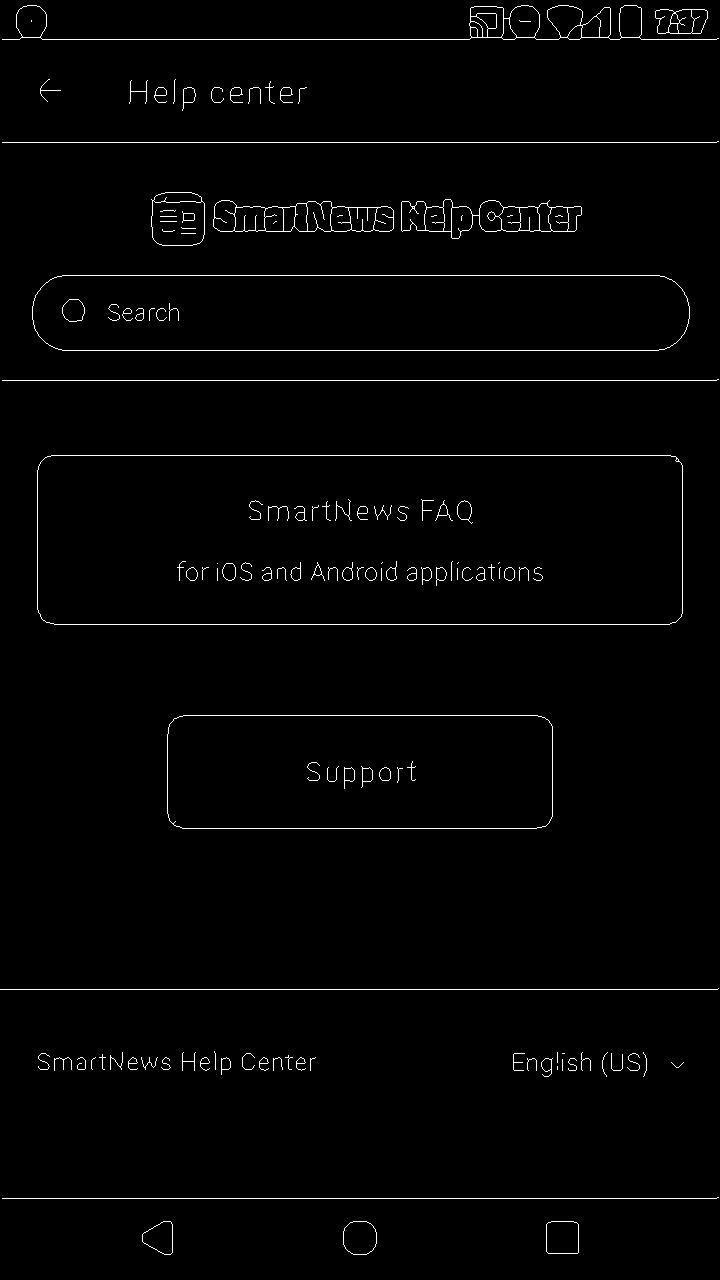 7:37
Help center
SmartNews Help Center
Search
SmartNews FAQ
for iOS and Android applications
Support
SmartNews Help Center
English (US)